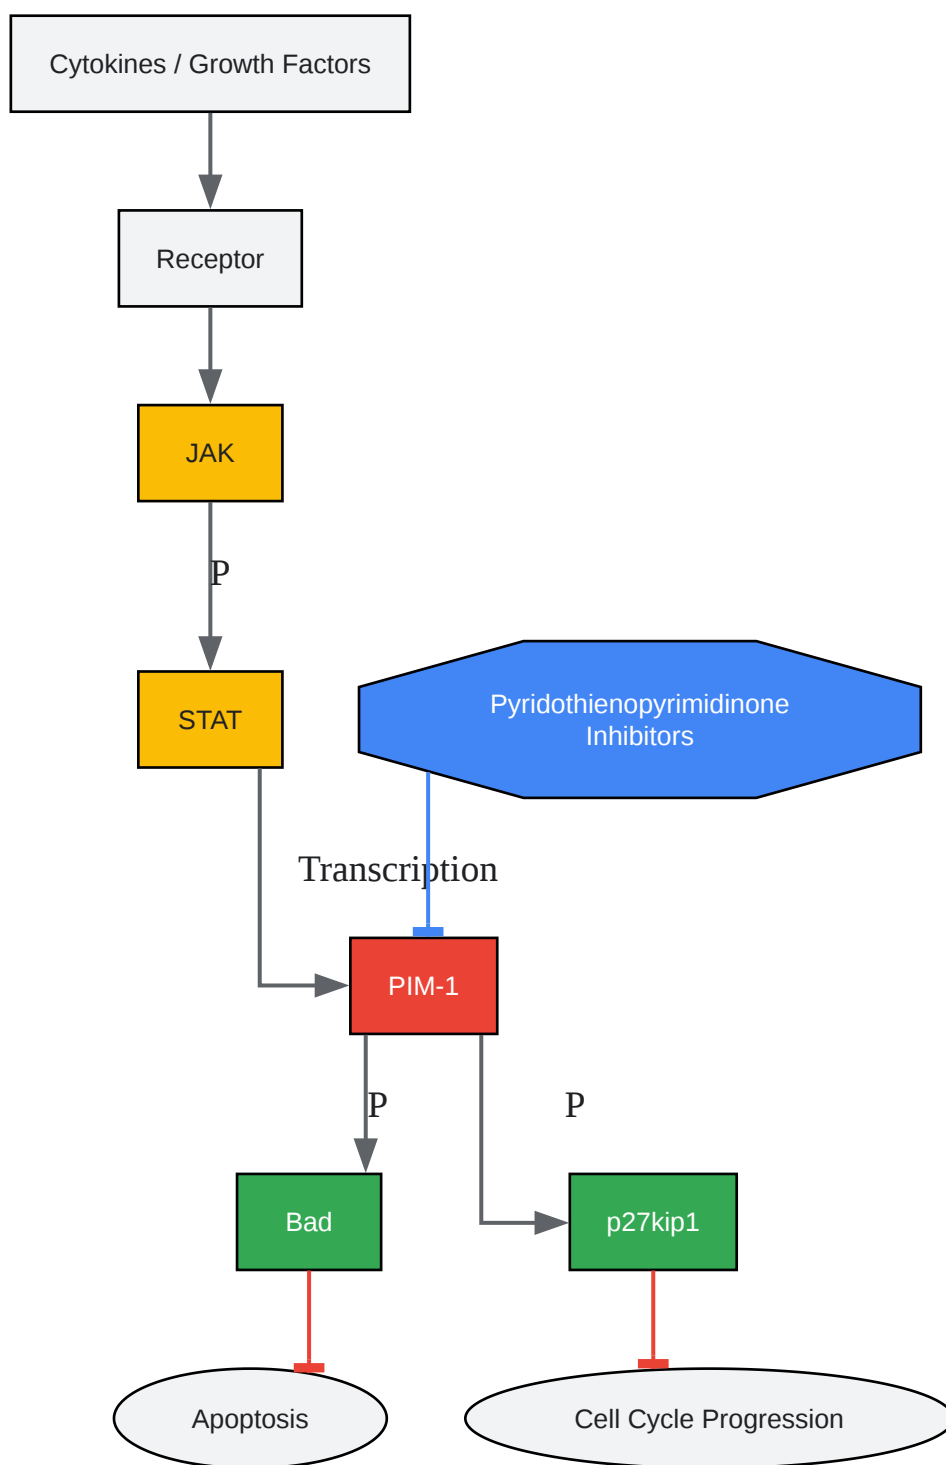 Cytokines / Growth Factors
Receptor
JAK
P
STAT
Pyridothienopyrimidinone
Inhibitors
Transcription
PIM-1
P
P
Bad
p27kip1
Apoptosis
Cell Cycle Progression